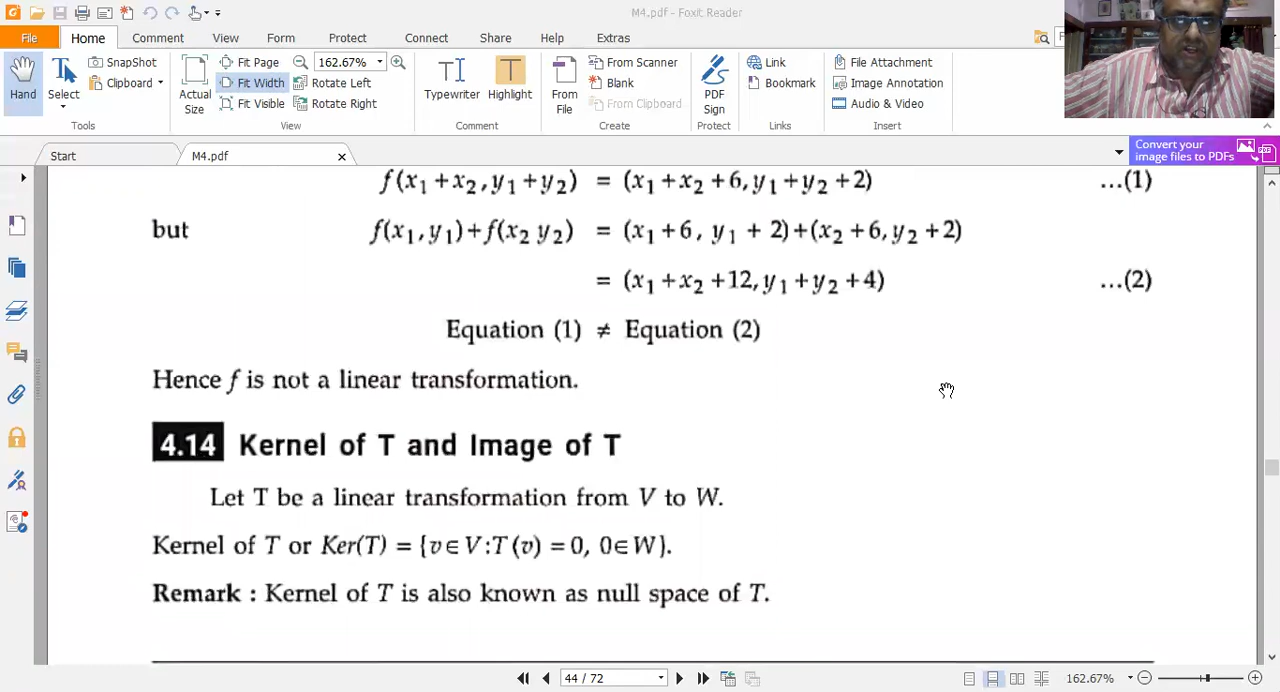 M4.pdf - Foxit Reader
File Home Comment View Form Protect Connect Share Help Extras
Hand Select SnapShot Clipboard Actual Size Fit Page Fit Width Fit Visible 162.67% Rotate Left Rotate Right Typewriter Highlight From File From Scanner Blank From Clipboard PDF Sign Link Bookmark File Attachment Image Annotation Audio & Video
Tools View Comment Create Protect Links Insert
Start M4.pdf
Convert your
image files to PDFs
f(x₁+x₂,y₁+y₂) = (x₁+x₂+6,y₁+y₂+2) ...(1)
but f(x₁,y₁)+f(x₂ y₂) = (x₁+6, y₁ + 2)+(x₂+6,y₂+2)
= (x₁+x₂+12,y₁+y₂+4) ...(2)
Equation (1) ≠ Equation (2)
Hence f is not a linear transformation.
4.14 Kernel of T and Image of T
Let T be a linear transformation from V to W.
Kernel of T or Ker(T) = {v∈V:T(v)=0, 0∈W}.
Remark : Kernel of T is also known as null space of T.
44 / 72 162.67%